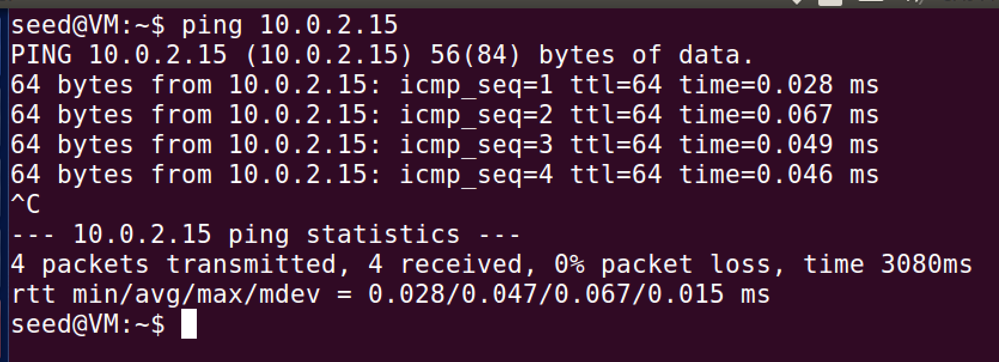 seed@VM:~$ ping 10.0.2.15
PING 10.0.2.15 (10.0.2.15) 56(84) bytes of data.
64 bytes from 10.0.2.15: icmp_seq=1 ttl=64 time=0.028 ms
64 bytes from 10.0.2.15: icmp_seq=2 ttl=64 time=0.067 ms
64 bytes from 10.0.2.15: icmp_seq=3 ttl=64 time=0.049 ms
64 bytes from 10.0.2.15: icmp_seq=4 ttl=64 time=0.046 ms
^C
--- 10.0.2.15 ping statistics ---
4 packets transmitted, 4 received, 0% packet loss, time 3080ms
rtt min/avg/max/mdev = 0.028/0.047/0.067/0.015 ms
seed@VM:~$